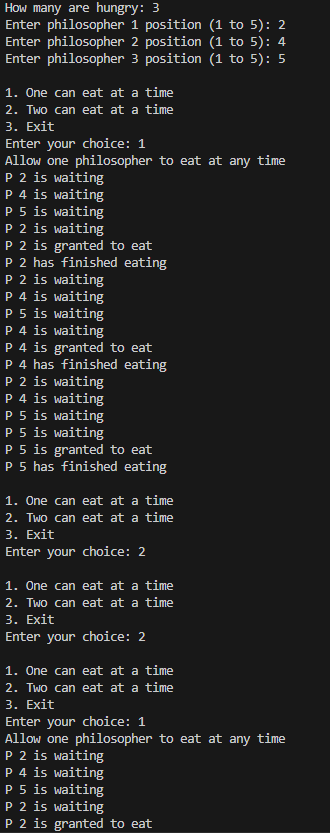 How many are hungry: 3
Enter philosopher 1 position (1 to 5): 2
Enter philosopher 2 position (1 to 5): 4
Enter philosopher 3 position (1 to 5): 5
1. One can eat at a time
2. Two can eat at a time
3. Exit
Enter your choice: 1
Allow one philosopher to eat at any time
P 2 is waiting
P 4 is waiting
P 5 is waiting
P 2 is waiting
P 2 is granted to eat
P 2 has finished eating
P 2 is waiting
P 4 is waiting
P 5 is waiting
P 4 is waiting
P 4 is granted to eat
P 4 has finished eating
P 2 is waiting
P 4 is waiting
P 5 is waiting
P 5 is waiting
P 5 is granted to eat
P 5 has finished eating
1. One can eat at a time
2. Two can eat at a time
3. Exit
Enter your choice: 2
1. One can eat at a time
2. Two can eat at a time
3. Exit
Enter your choice: 2
1. One can eat at a time
2. Two can eat at a time
3. Exit
Enter your choice: 1
Allow one philosopher to eat at any time
P 2 is waiting
P 4 is waiting
P 5 is waiting
P 2 is waiting
P 2 is granted to eat